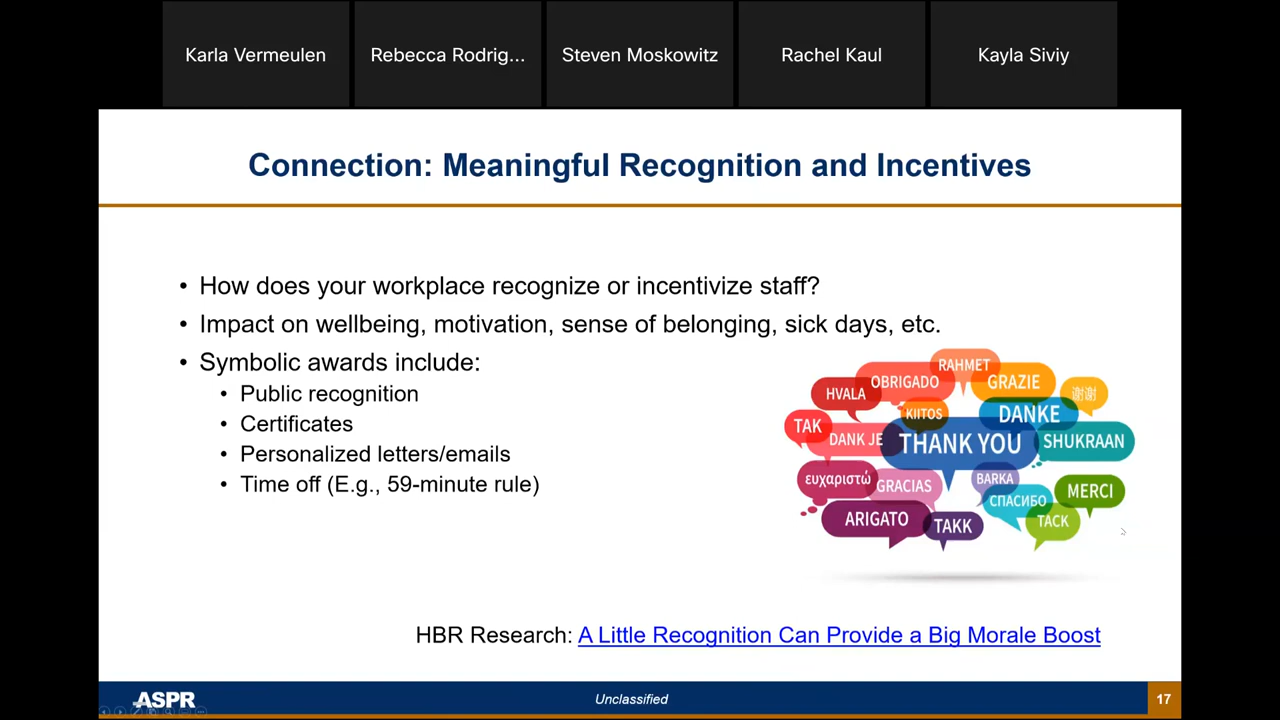 Karla Vermeulen
Rebecca Rodrig...
Steven Moskowitz
Rachel Kaul
Kayla Siviy
Connection: Meaningful Recognition and Incentives
• How does your workplace recognize or incentivize staff?
• Impact on wellbeing, motivation, sense of belonging, sick days, etc.
• Symbolic awards include:
• Public recognition
• Certificates
• Personalized letters/emails
• Time off (E.g., 59-minute rule)
RAHMET
OBRIGADO
GRAZIE
HVALA
谢谢
KIITOS
DANKE
TAK
DANK JE
THANK YOU
SHUKRAAN
ευχαριστώ
GRACIAS
BARKA
MERCI
СПАСИБО
ARIGATO
TAKK
TACK
HBR Research: A Little Recognition Can Provide a Big Morale Boost
ASPR
Unclassified
17